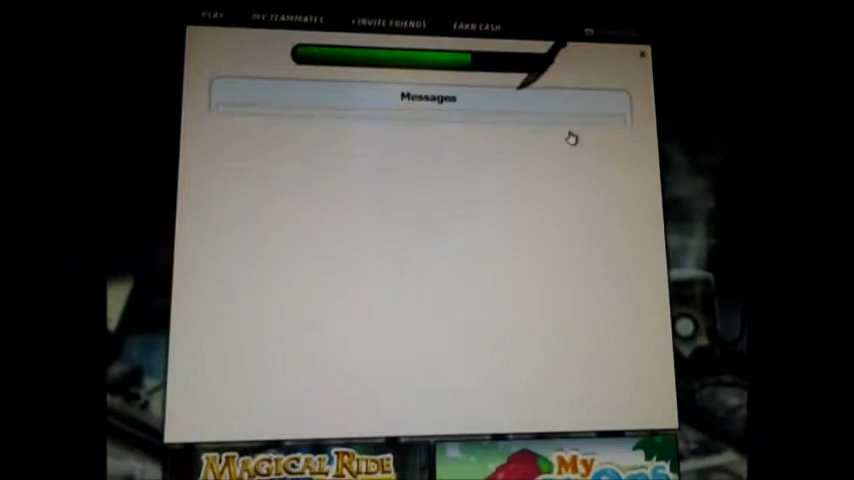 PLAY MY TEAMMATES +INVITE FRIENDS EARN CASH
Messages
MAGICAL RIDE
My